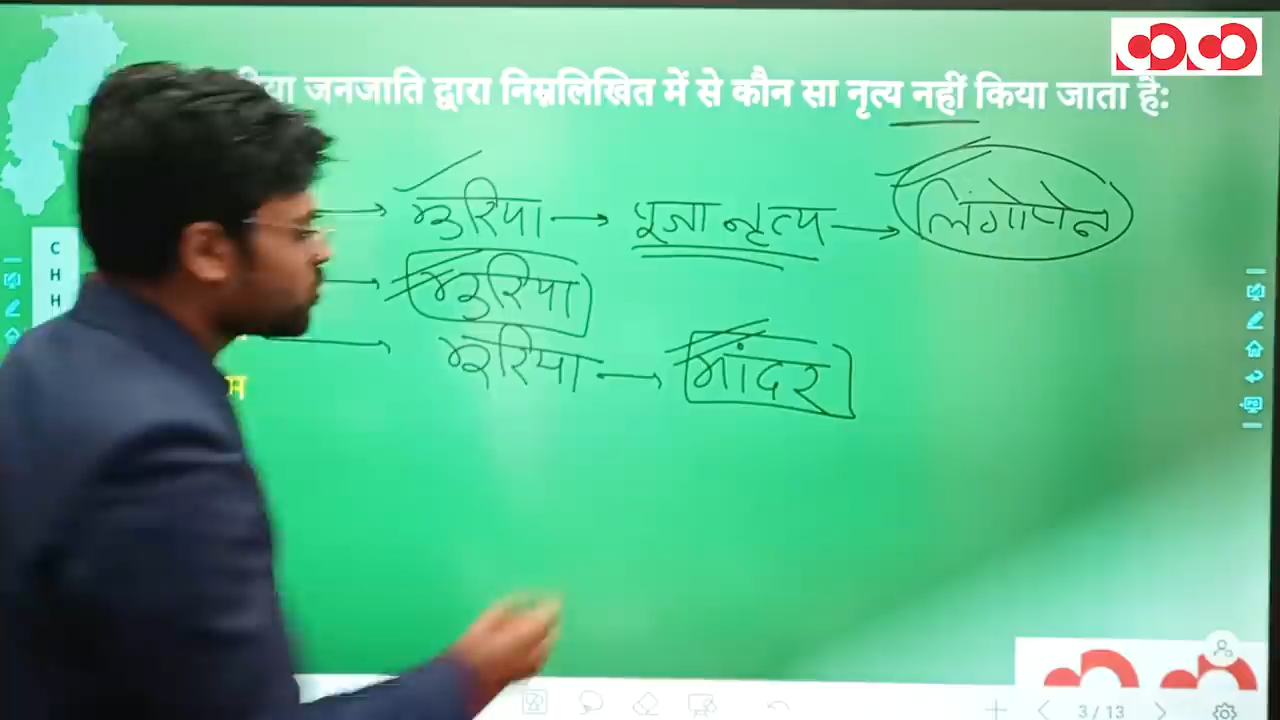 जनजाति द्वारा निम्नलिखित में से कौन सा नृत्य नहीं किया जाता है:
मुरिया → पूजा नृत्य → लिंगोपेन
मुरिया
मुरिया → मांदर
C
H
H
3 / 13